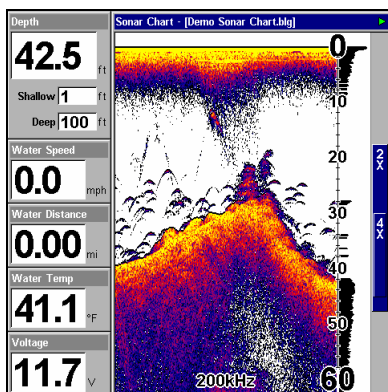 Depth
42.5 ft
Shallow 1 ft
Deep 100 ft
Water Speed
0.0 mph
Water Distance
0.00 mi
Water Temp
41.1 °F
Voltage
11.7 V
Sonar Chart - [Demo Sonar Chart.blg]
0
10
20
30
40
50
60
200kHz
2X
4X